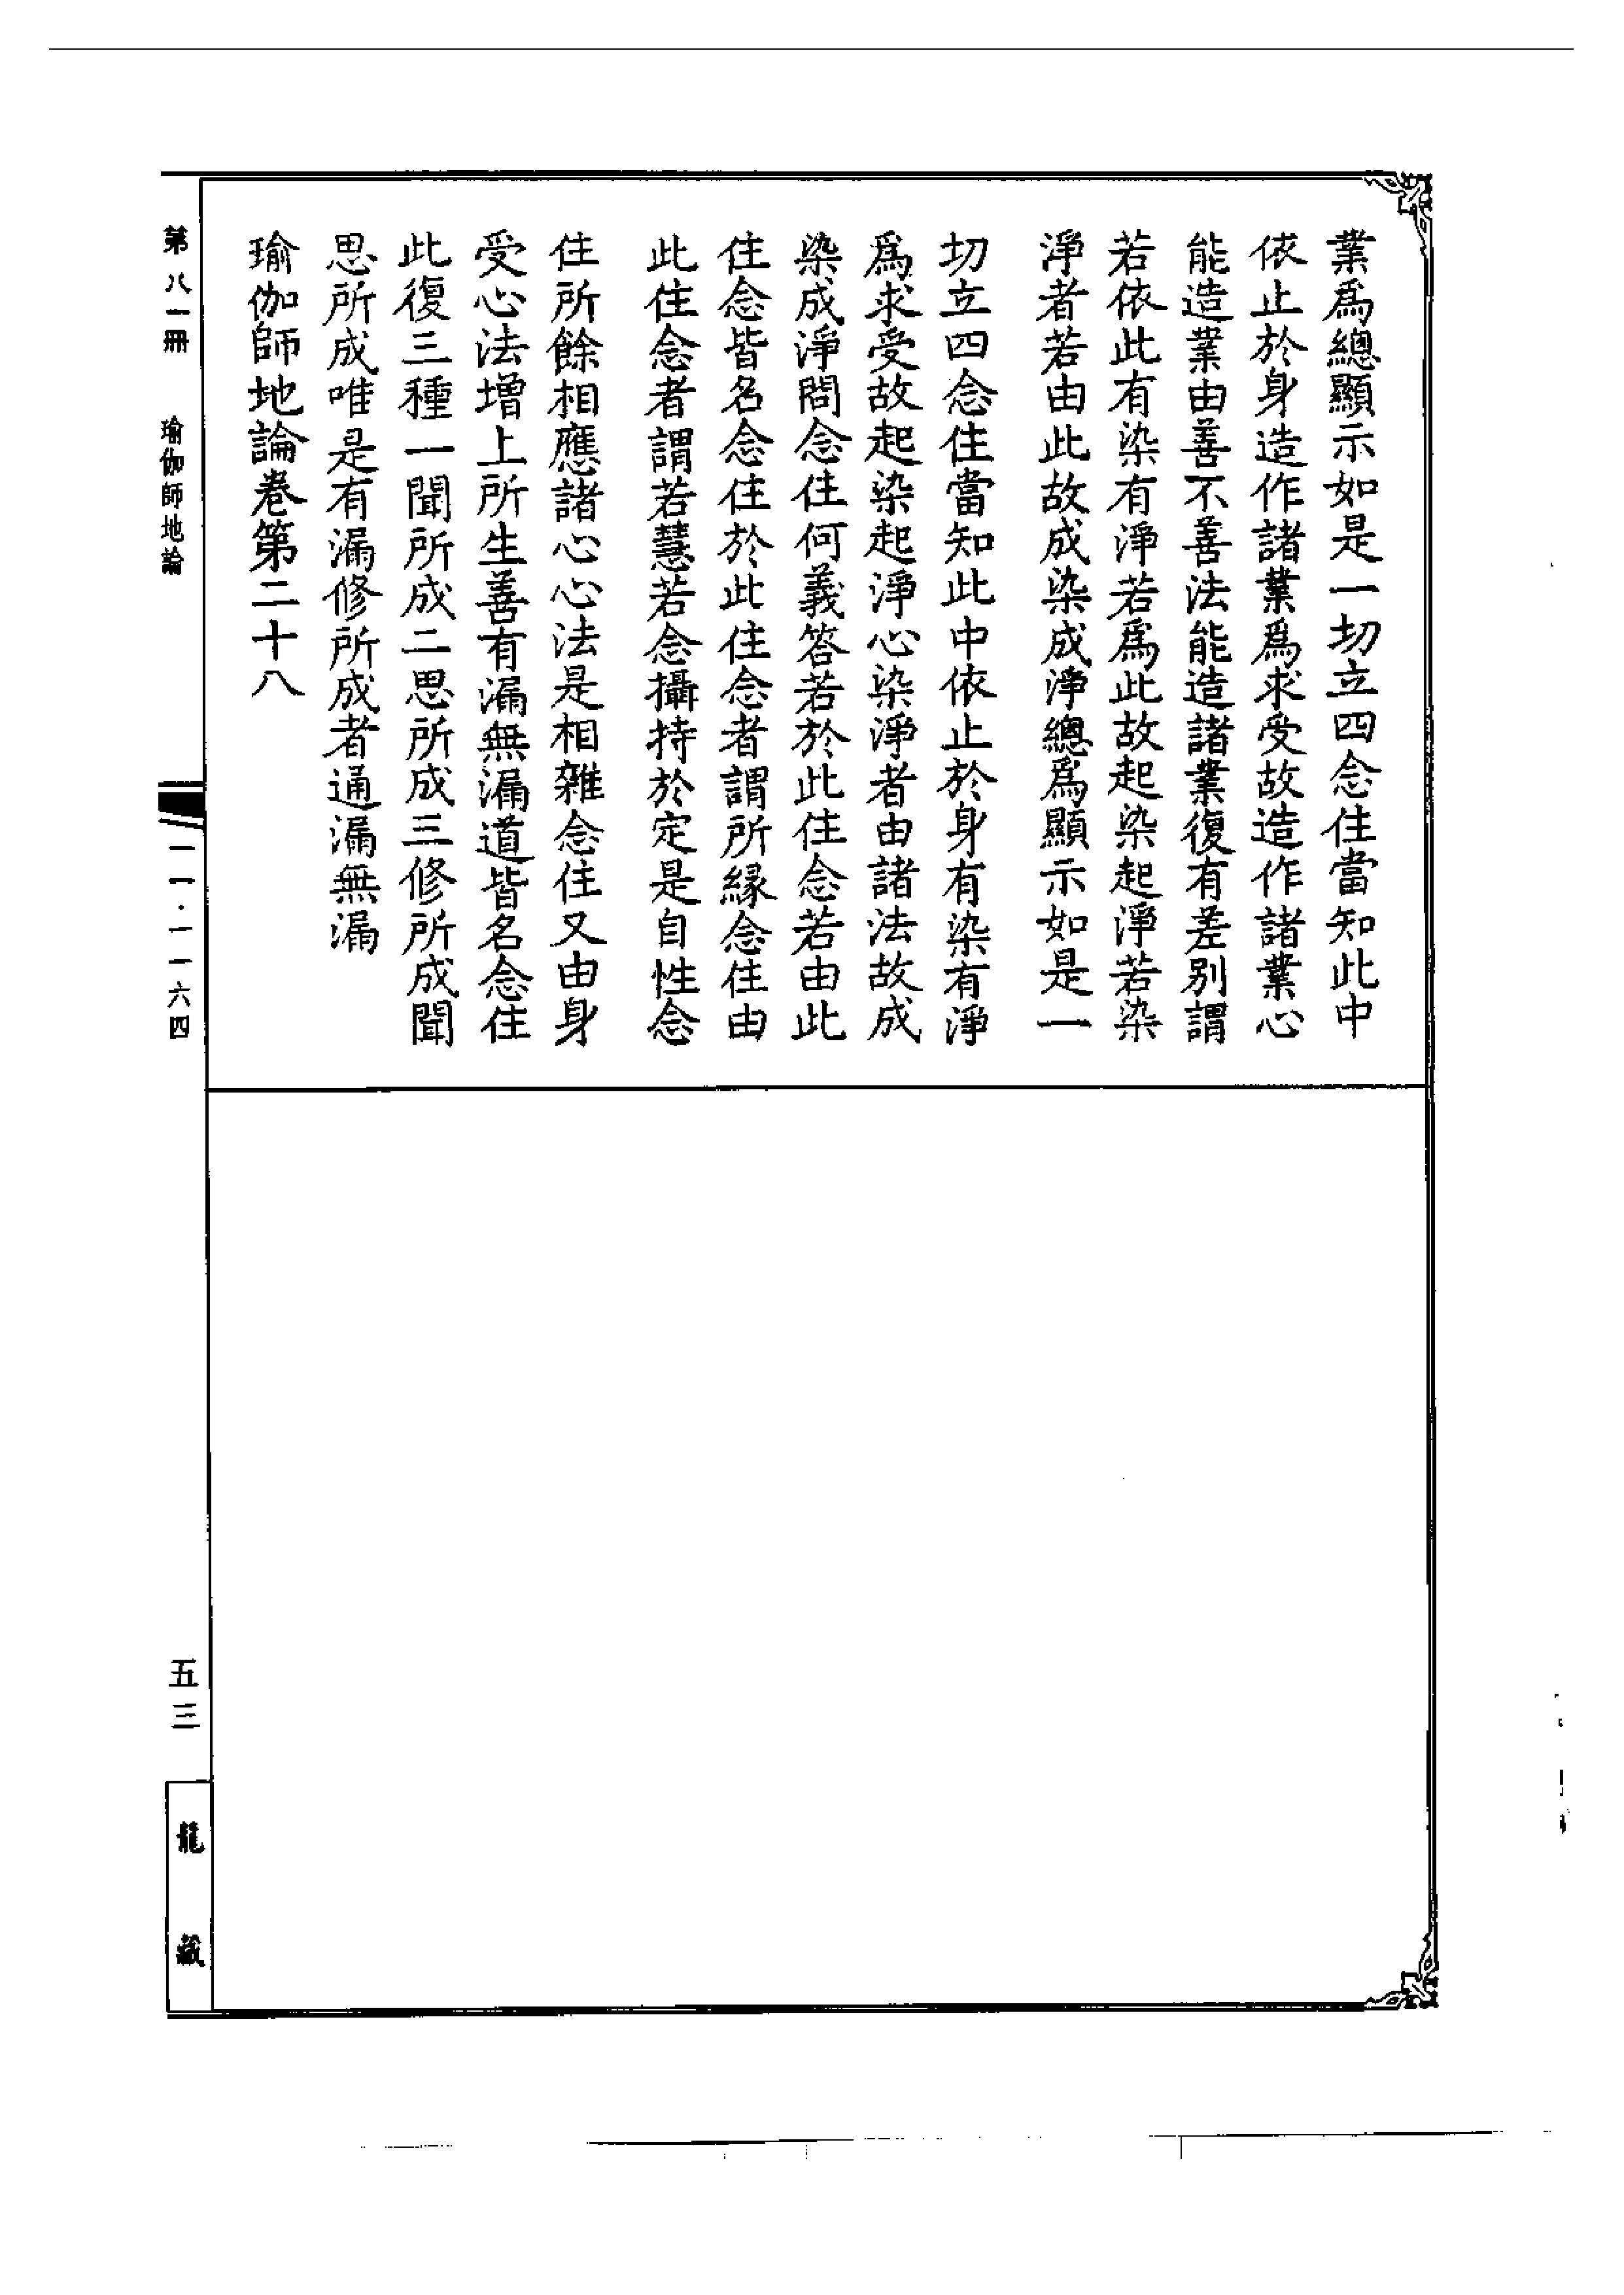 業爲總顯示如是一切立四念住當知此中
依止於身造作諸業爲求受故造作諸業心
能造業由善不善法能造諸業復有差別謂
若依此有染有淨若爲此故起染起淨若染
淨者若由此故成染成淨總爲顯示如是一
切立四念住當知此中依止於身有染有淨
爲求受故起染起淨心染淨者由諸法故成
染成淨問念住何義答若於此住念若由此
住念皆名念住於此住念者謂所緣念住由
此住念者謂若慧若念攝持於定是自性念
住所餘相應諸心心法是相雜念住又由身
受心法增上所生善有漏無漏道皆名念住
此復三種一聞所成二思所成三修所成聞
思所成唯是有漏修所成者通漏無漏
瑜伽師地論卷第二十八
第八一冊　瑜伽師地論
一一一·一一六四
五三
龍藏